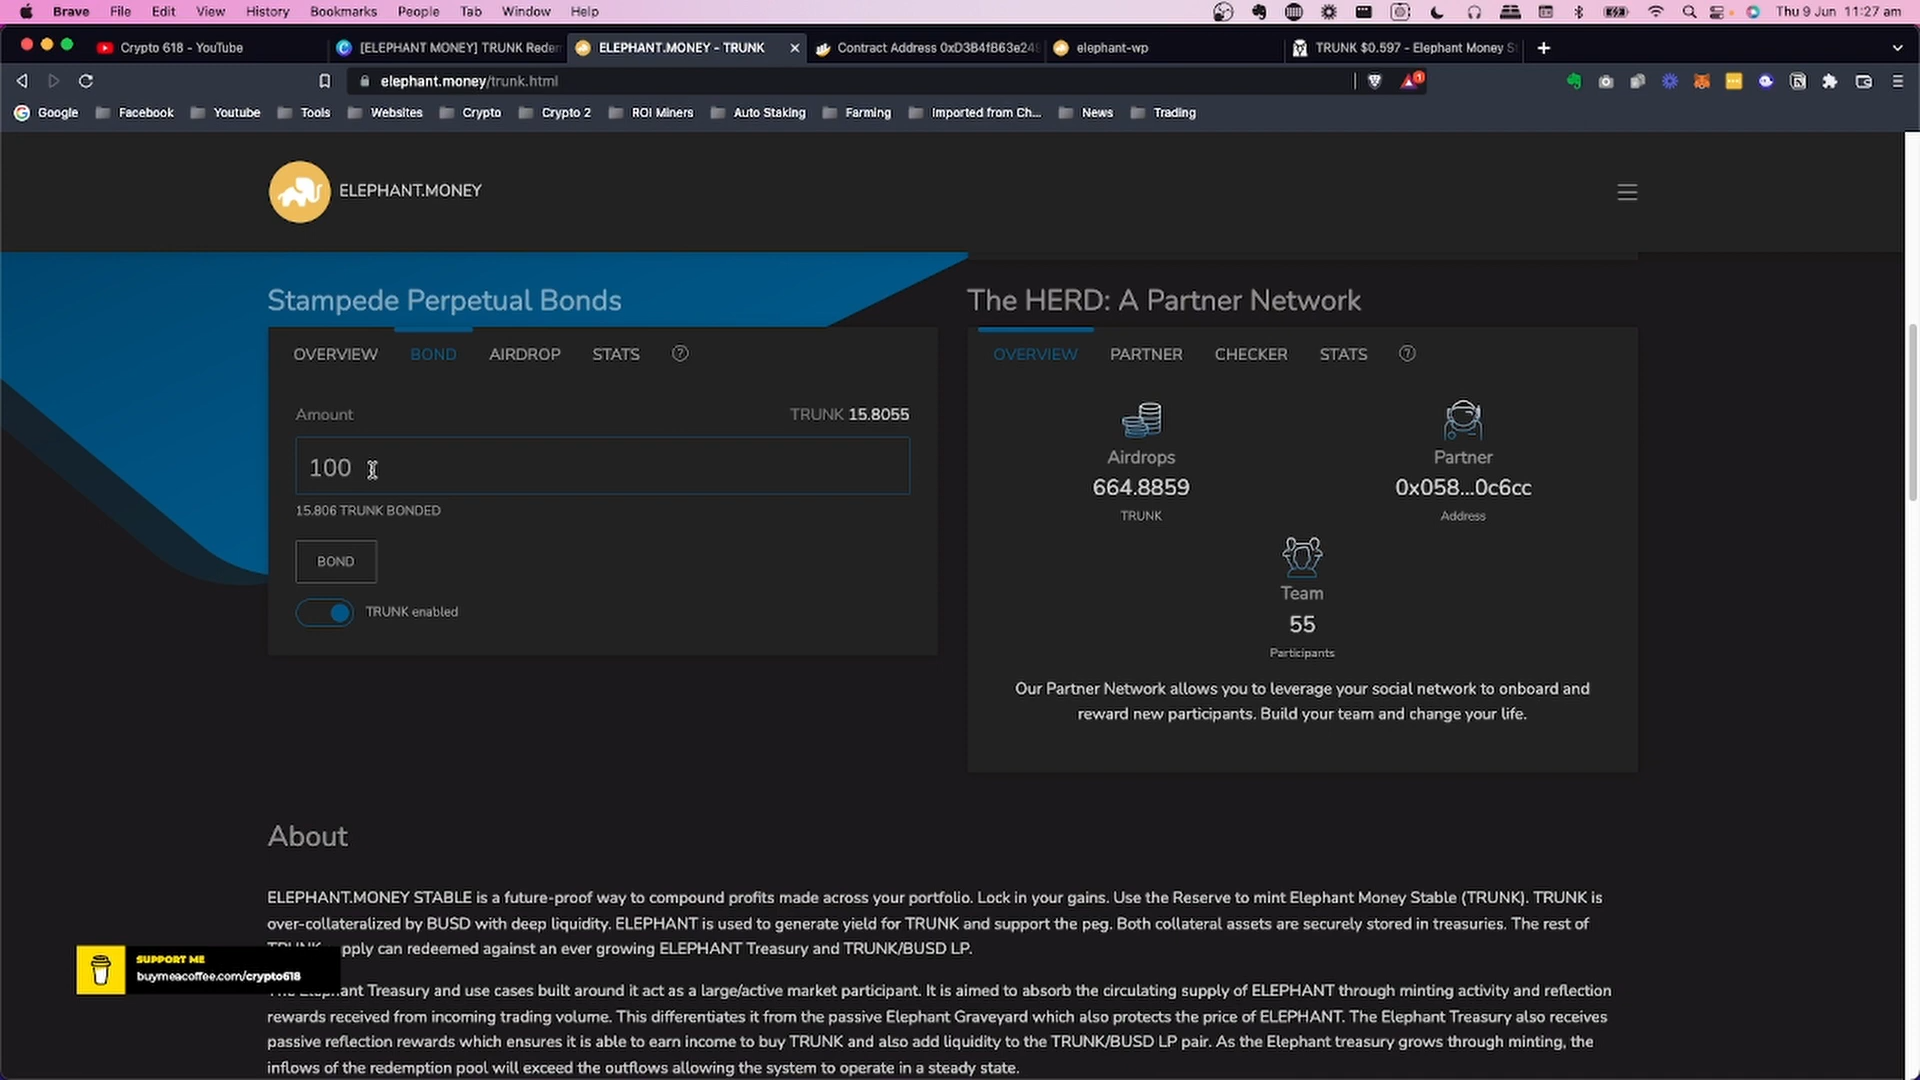 Brave File Edit View History Bookmarks People Tab Window Help Thu 9 Jun 11:27 am
Crypto 618 - YouTube [ELEPHANT MONEY] TRUNK Rede ELEPHANT.MONEY - TRUNK Contract Address 0xD3B4fB63e249 elephant-wp TRUNK $0.597 - Elephant Money S
elephant.money/trunk.html 1
Google Facebook Youtube Tools Websites Crypto Crypto 2 ROI Miners Auto Staking Farming Imported from Ch... News Trading
ELEPHANT.MONEY
Stampede Perpetual Bonds
OVERVIEW BOND AIRDROP STATS ?
Amount TRUNK 15.8055
100
15.806 TRUNK BONDED
BOND
TRUNK enabled
The HERD: A Partner Network
OVERVIEW PARTNER CHECKER STATS ?
Airdrops
664.8859
TRUNK
Partner
0x058...0c6cc
Address
Team
55
Participants
Our Partner Network allows you to leverage your social network to onboard and
reward new participants. Build your team and change your life.
About
ELEPHANT.MONEY STABLE is a future-proof way to compound profits made across your portfolio. Lock in your gains. Use the Reserve to mint Elephant Money Stable (TRUNK). TRUNK is
over-collateralized by BUSD with deep liquidity. ELEPHANT is used to generate yield for TRUNK and support the peg. Both collateral assets are securely stored in treasuries. The rest of
TRUNK supply can redeemed against an ever growing ELEPHANT Treasury and TRUNK/BUSD LP.
SUPPORT ME
buymeacoffee.com/crypto618
The Elephant Treasury and use cases built around it act as a large/active market participant. It is aimed to absorb the circulating supply of ELEPHANT through minting activity and reflection
rewards received from incoming trading volume. This differentiates it from the passive Elephant Graveyard which also protects the price of ELEPHANT. The Elephant Treasury also receives
passive reflection rewards which ensures it is able to earn income to buy TRUNK and also add liquidity to the TRUNK/BUSD LP pair. As the Elephant treasury grows through minting, the
inflows of the redemption pool will exceed the outflows allowing the system to operate in a steady state.